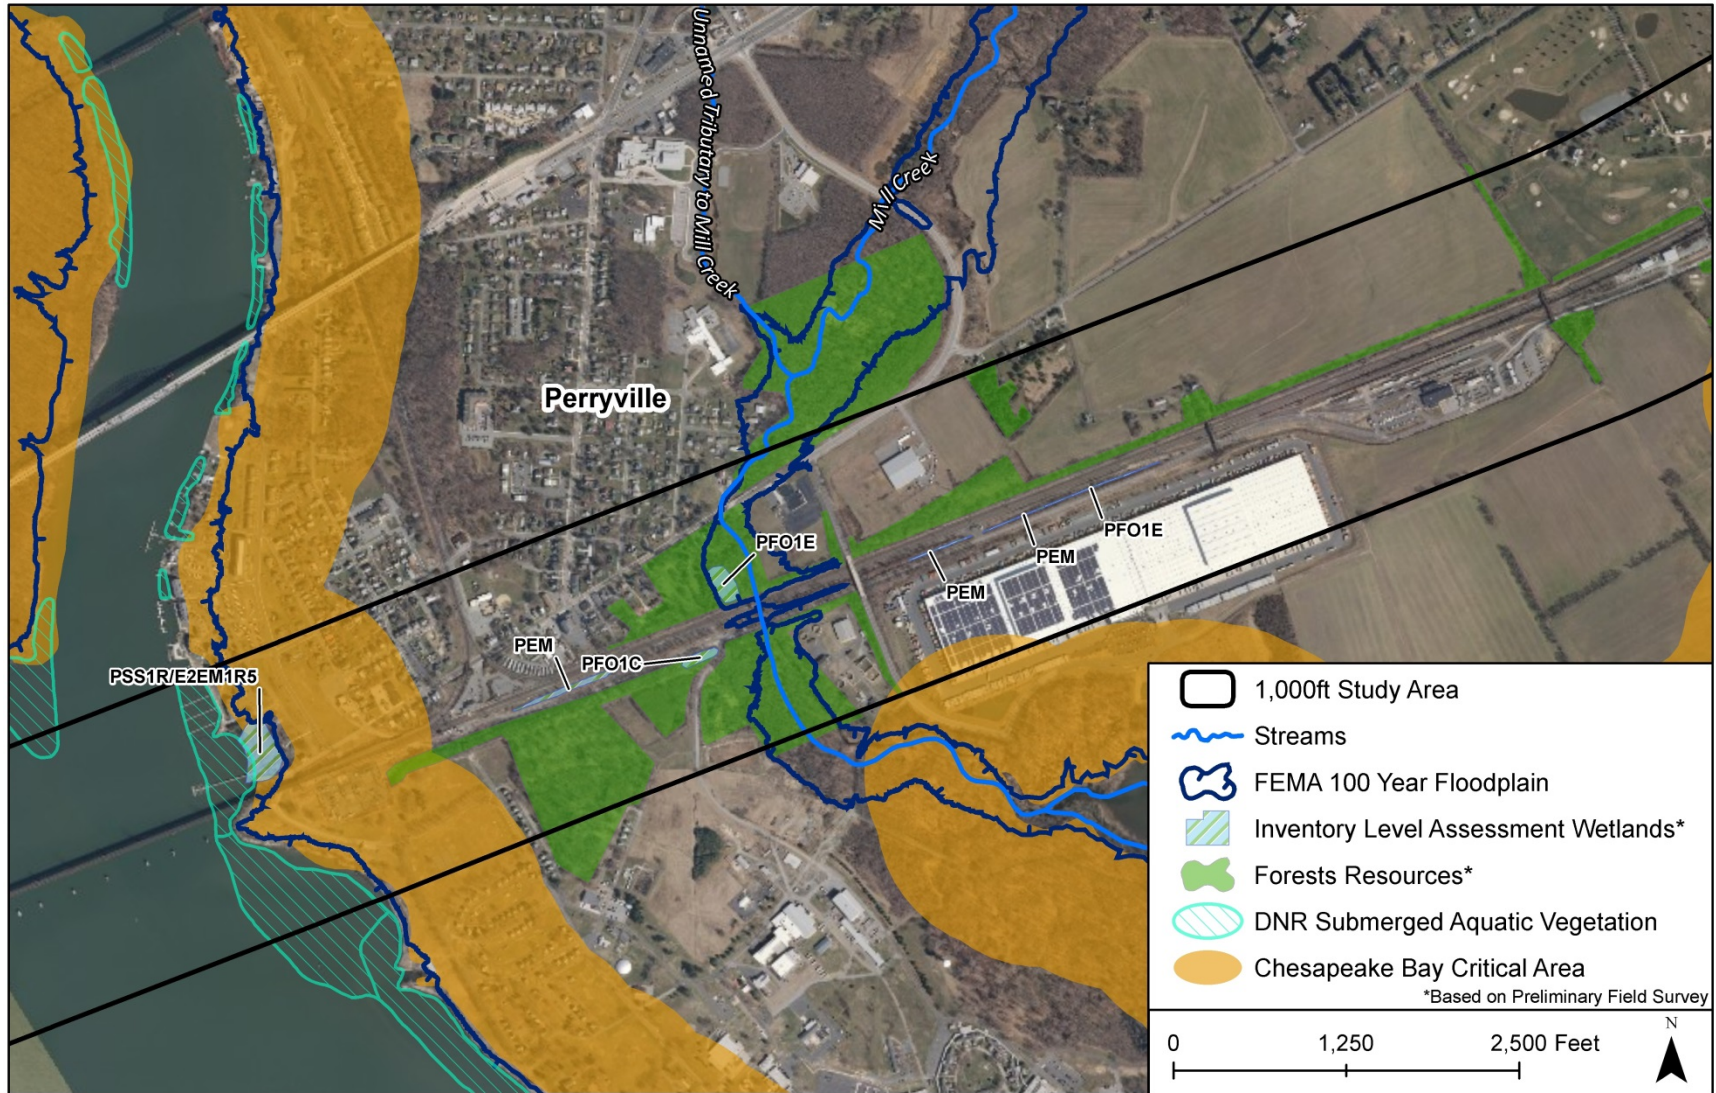 Unnamed Tributary to Mill Creek
Mill Creek
Perryville
PFO1E
PFO1E
PEM
PEM
PEM
PFO1C
PSS1R/E2EM1R5
1,000ft Study Area
Streams
FEMA 100 Year Floodplain
Inventory Level Assessment Wetlands*
Forests Resources*
DNR Submerged Aquatic Vegetation
Chesapeake Bay Critical Area
*Based on Preliminary Field Survey
0 1,250 2,500 Feet
N